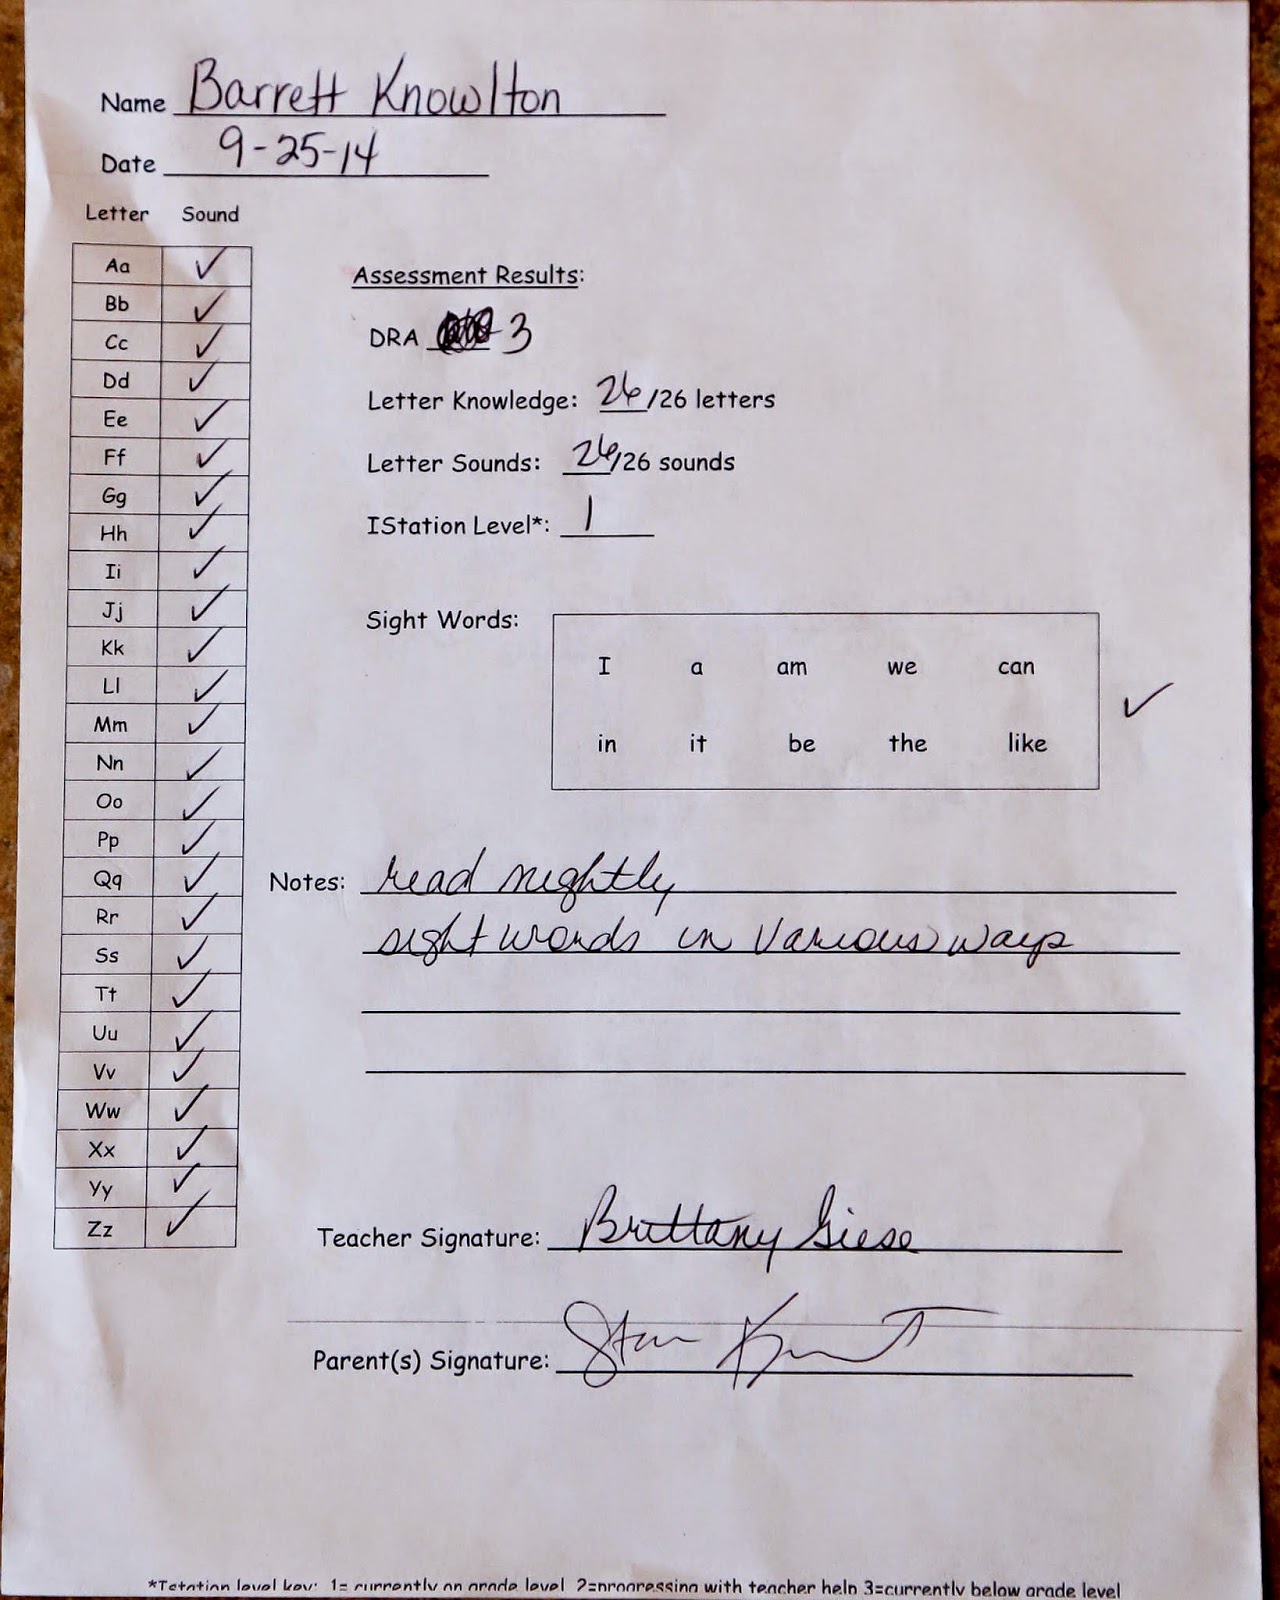 Name Barrett Knowlton
Date 9-25-14
Letter Sound
Aa ✓
Bb ✓
Cc ✓
Dd ✓
Ee ✓
Ff ✓
Gg ✓
Hh ✓
Ii ✓
Jj ✓
Kk ✓
Ll ✓
Mm ✓
Nn ✓
Oo ✓
Pp ✓
Qq ✓
Rr ✓
Ss ✓
Tt ✓
Uu ✓
Vv ✓
Ww ✓
Xx ✓
Yy ✓
Zz ✓
Assessment Results:
DRA 3
Letter Knowledge: 26/26 letters
Letter Sounds: 26/26 sounds
IStation Level*: 1
Sight Words:
I a am we can
in it be the like ✓
Notes: read nightly
sight words in various ways
Teacher Signature: Brittany Giese
Parent(s) Signature:
*Istation level key: 1= currently on grade level 2=progressing with teacher help 3=currently below grade level